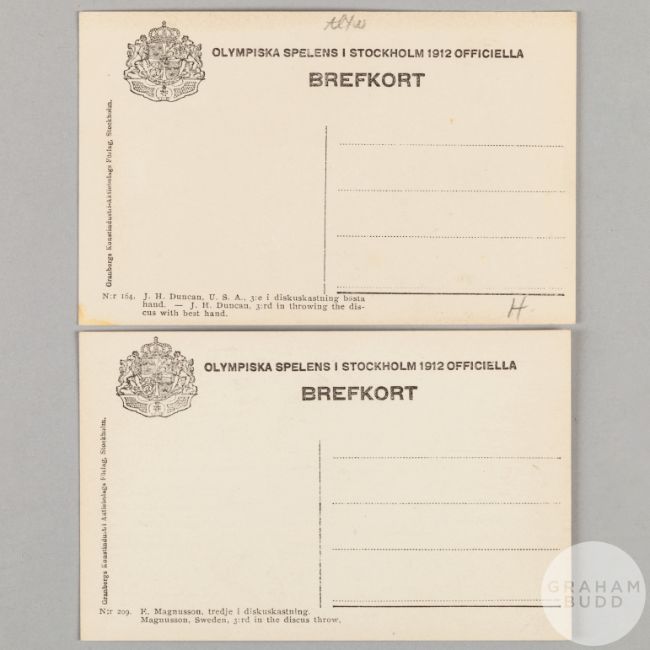 OLYMPISKA SPELENS I STOCKHOLM 1912 OFFICIELLA
BREFKORT
Granbergs Konstindustri-Aktiebolags Förlag, Stockholm.
N:r 164. J. H. Duncan, U. S. A., 3:e i diskuskastning bästa
hand. — J. H. Duncan, 3:rd in throwing the dis-
cus with best hand.
H.
OLYMPISKA SPELENS I STOCKHOLM 1912 OFFICIELLA
BREFKORT
Granbergs Konstindustri Aktiebolags Förlag, Stockholm.
N:r 209. E. Magnusson, tredje i diskuskastning.
Magnusson, Sweden, 3:rd in the discus throw.
GRAHAM
BUDD